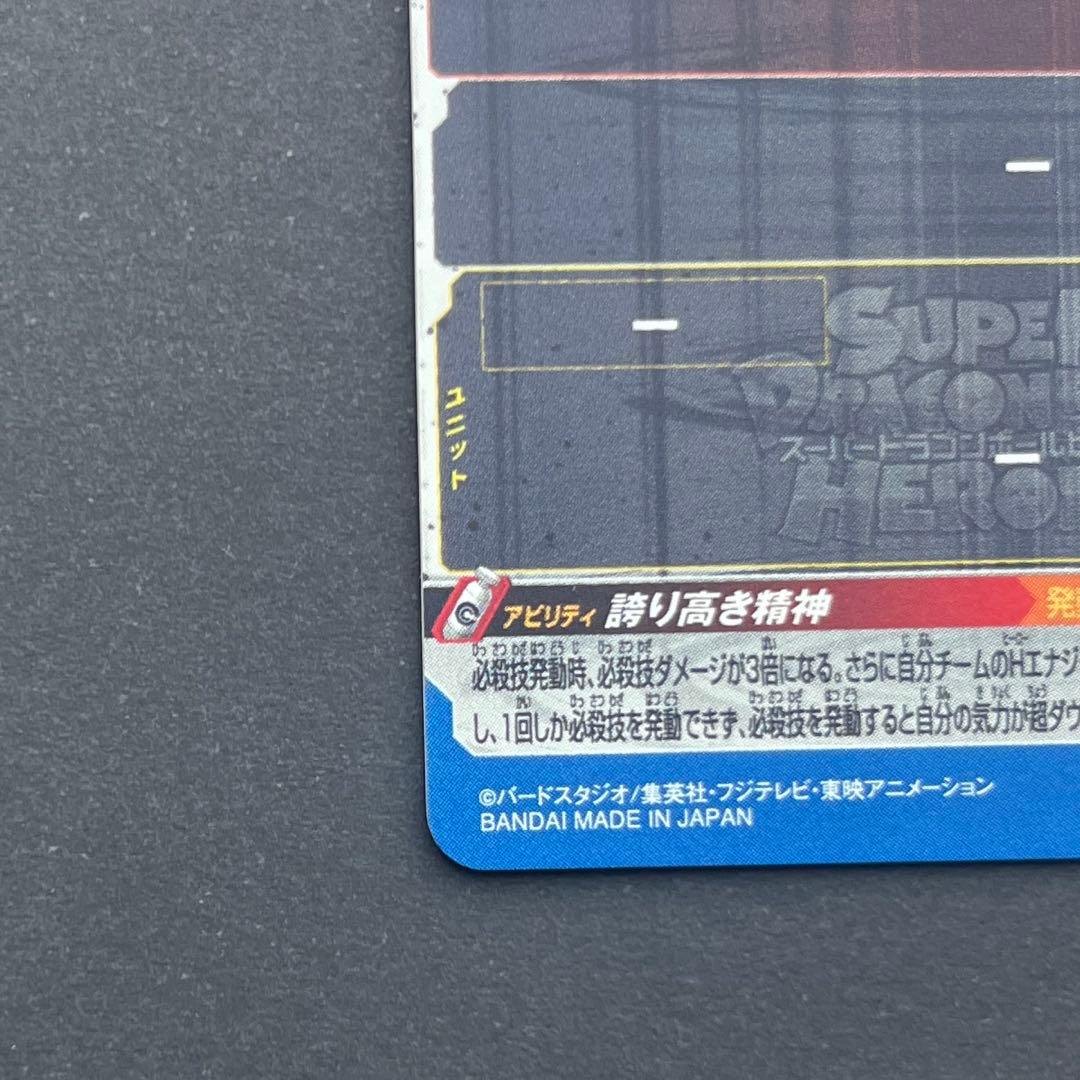 SUPER
DRAGON
スーパードラゴンボールヒ
HERO
ユニット
アビリティ 誇り高き精神 発
必殺技発動時、必殺技ダメージが3倍になる。さらに自分チームのHエナジ
し、1回しか必殺技を発動できず、必殺技を発動すると自分の気力が超ダウ
©バードスタジオ/集英社・フジテレビ・東映アニメーション
BANDAI MADE IN JAPAN